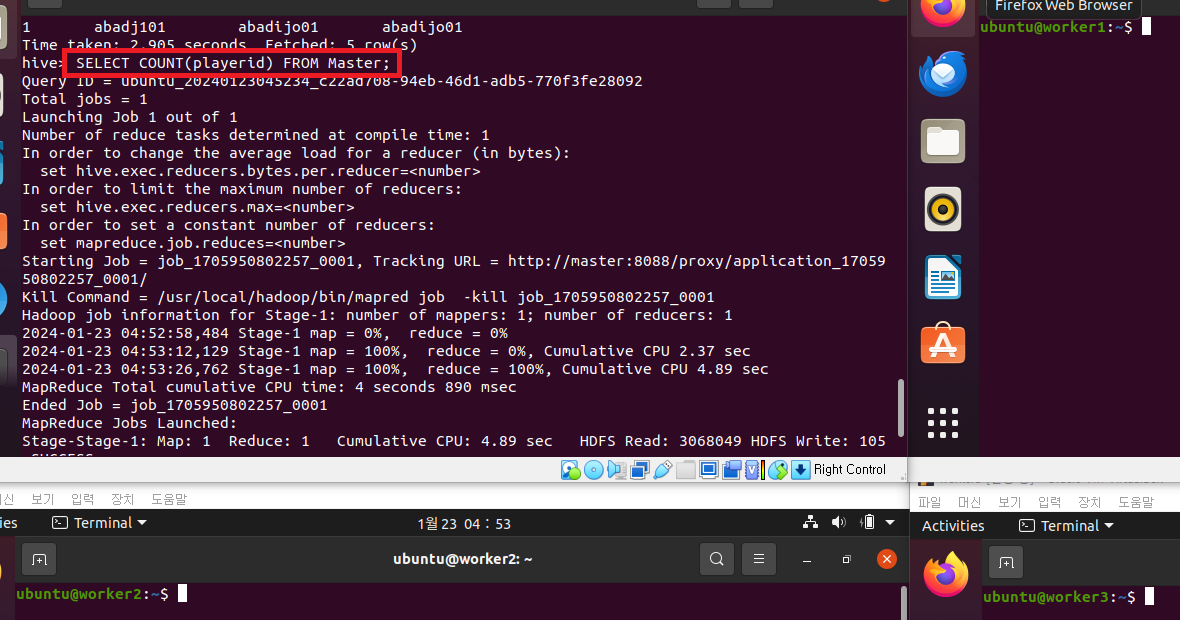 1       abadj101        abadijo01       abadijo01
Time taken: 2.905 seconds, Fetched: 5 row(s)
hive> SELECT COUNT(playerid) FROM Master;
Query ID = ubuntu_20240123045234_c22ad708-94eb-46d1-adb5-770f3fe28092
Total jobs = 1
Launching Job 1 out of 1
Number of reduce tasks determined at compile time: 1
In order to change the average load for a reducer (in bytes):
  set hive.exec.reducers.bytes.per.reducer=<number>
In order to limit the maximum number of reducers:
  set hive.exec.reducers.max=<number>
In order to set a constant number of reducers:
  set mapreduce.job.reduces=<number>
Starting Job = job_1705950802257_0001, Tracking URL = http://master:8088/proxy/application_17059
50802257_0001/
Kill Command = /usr/local/hadoop/bin/mapred job  -kill job_1705950802257_0001
Hadoop job information for Stage-1: number of mappers: 1; number of reducers: 1
2024-01-23 04:52:58,484 Stage-1 map = 0%,  reduce = 0%
2024-01-23 04:53:12,129 Stage-1 map = 100%,  reduce = 0%, Cumulative CPU 2.37 sec
2024-01-23 04:53:26,762 Stage-1 map = 100%,  reduce = 100%, Cumulative CPU 4.89 sec
MapReduce Total cumulative CPU time: 4 seconds 890 msec
Ended Job = job_1705950802257_0001
MapReduce Jobs Launched:
Stage-Stage-1: Map: 1  Reduce: 1   Cumulative CPU: 4.89 sec   HDFS Read: 3068049 HDFS Write: 105
SUCCESS
Right Control
Firefox Web Browser
ubuntu@worker1:~$
보기 입력 장치 도움말
Terminal
1월 23 04 : 53
ubuntu@worker2: ~
ubuntu@worker2:~$
파일 머신 보기 입력 장치 도움말
Activities Terminal
ubuntu@worker3:~$